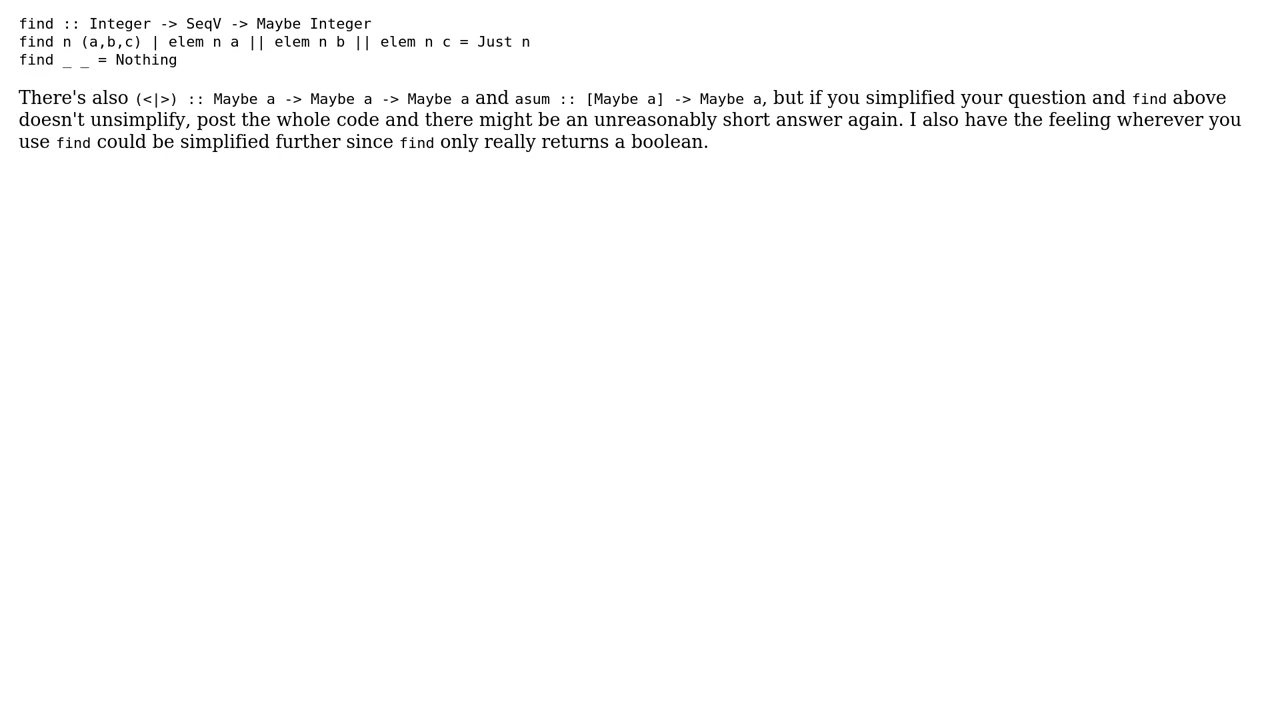 find :: Integer -> SeqV -> Maybe Integer
find n (a,b,c) | elem n a || elem n b || elem n c = Just n
find _ _ = Nothing
There's also (<|>) :: Maybe a -> Maybe a -> Maybe a and asum :: [Maybe a] -> Maybe a, but if you simplified your question and find above
doesn't unsimplify, post the whole code and there might be an unreasonably short answer again. I also have the feeling wherever you
use find could be simplified further since find only really returns a boolean.